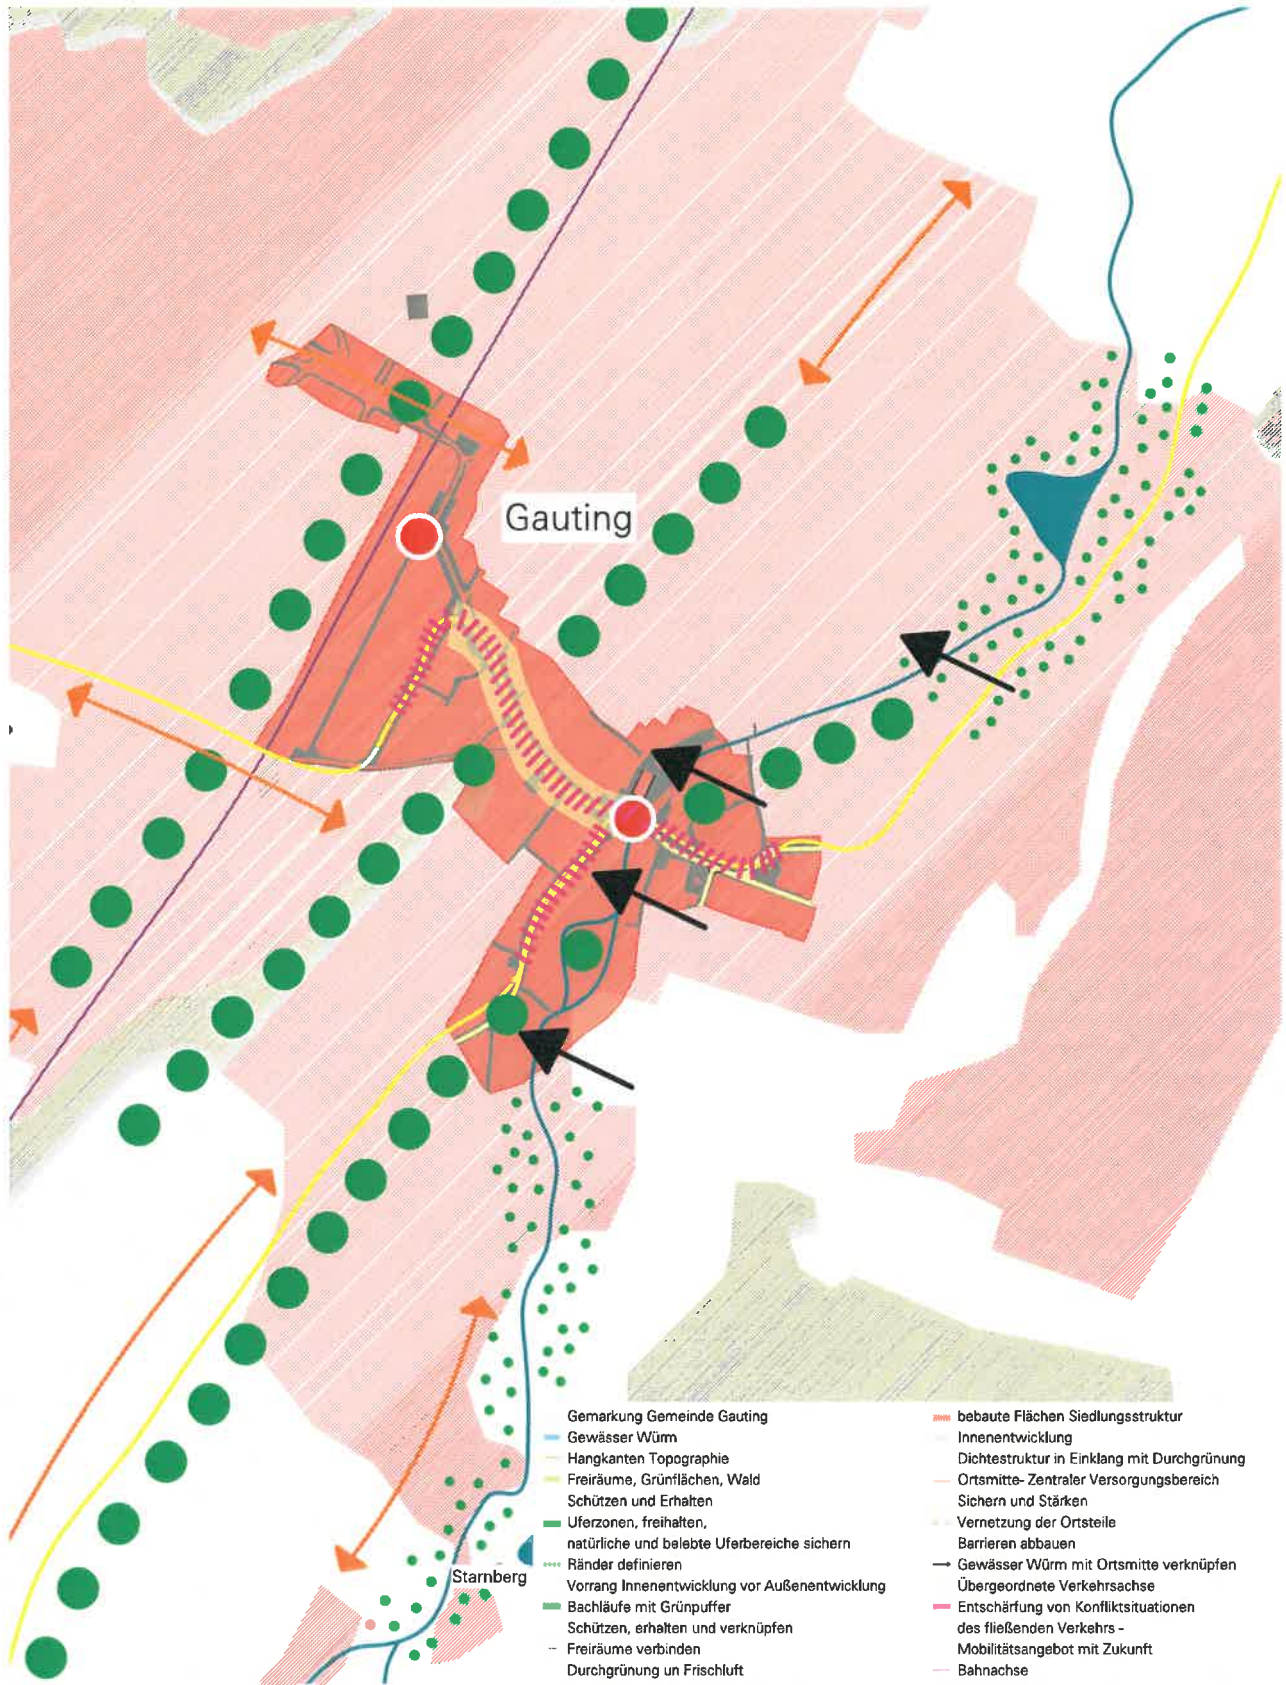 Gauting
Starnberg
Gemarkung Gemeinde Gauting
Gewässer Würm
Hangkanten Topographie
Freiräume, Grünflächen, Wald
Schützen und Erhalten
Uferzonen, freihalten,
natürliche und belebte Uferbereiche sichern
Ränder definieren
Vorrang Innenentwicklung vor Außenentwicklung
Bachläufe mit Grünpuffer
Schützen, erhalten und verknüpfen
Freiräume verbinden
Durchgrünung un Frischluft
bebaute Flächen Siedlungsstruktur
Innenentwicklung
Dichtestruktur in Einklang mit Durchgrünung
Ortsmitte- Zentraler Versorgungsbereich
Sichern und Stärken
Vernetzung der Ortsteile
Barrieren abbauen
Gewässer Würm mit Ortsmitte verknüpfen
Übergeordnete Verkehrsachse
Entschärfung von Konfliktsituationen
des fließenden Verkehrs -
Mobilitätsangebot mit Zukunft
Bahnachse